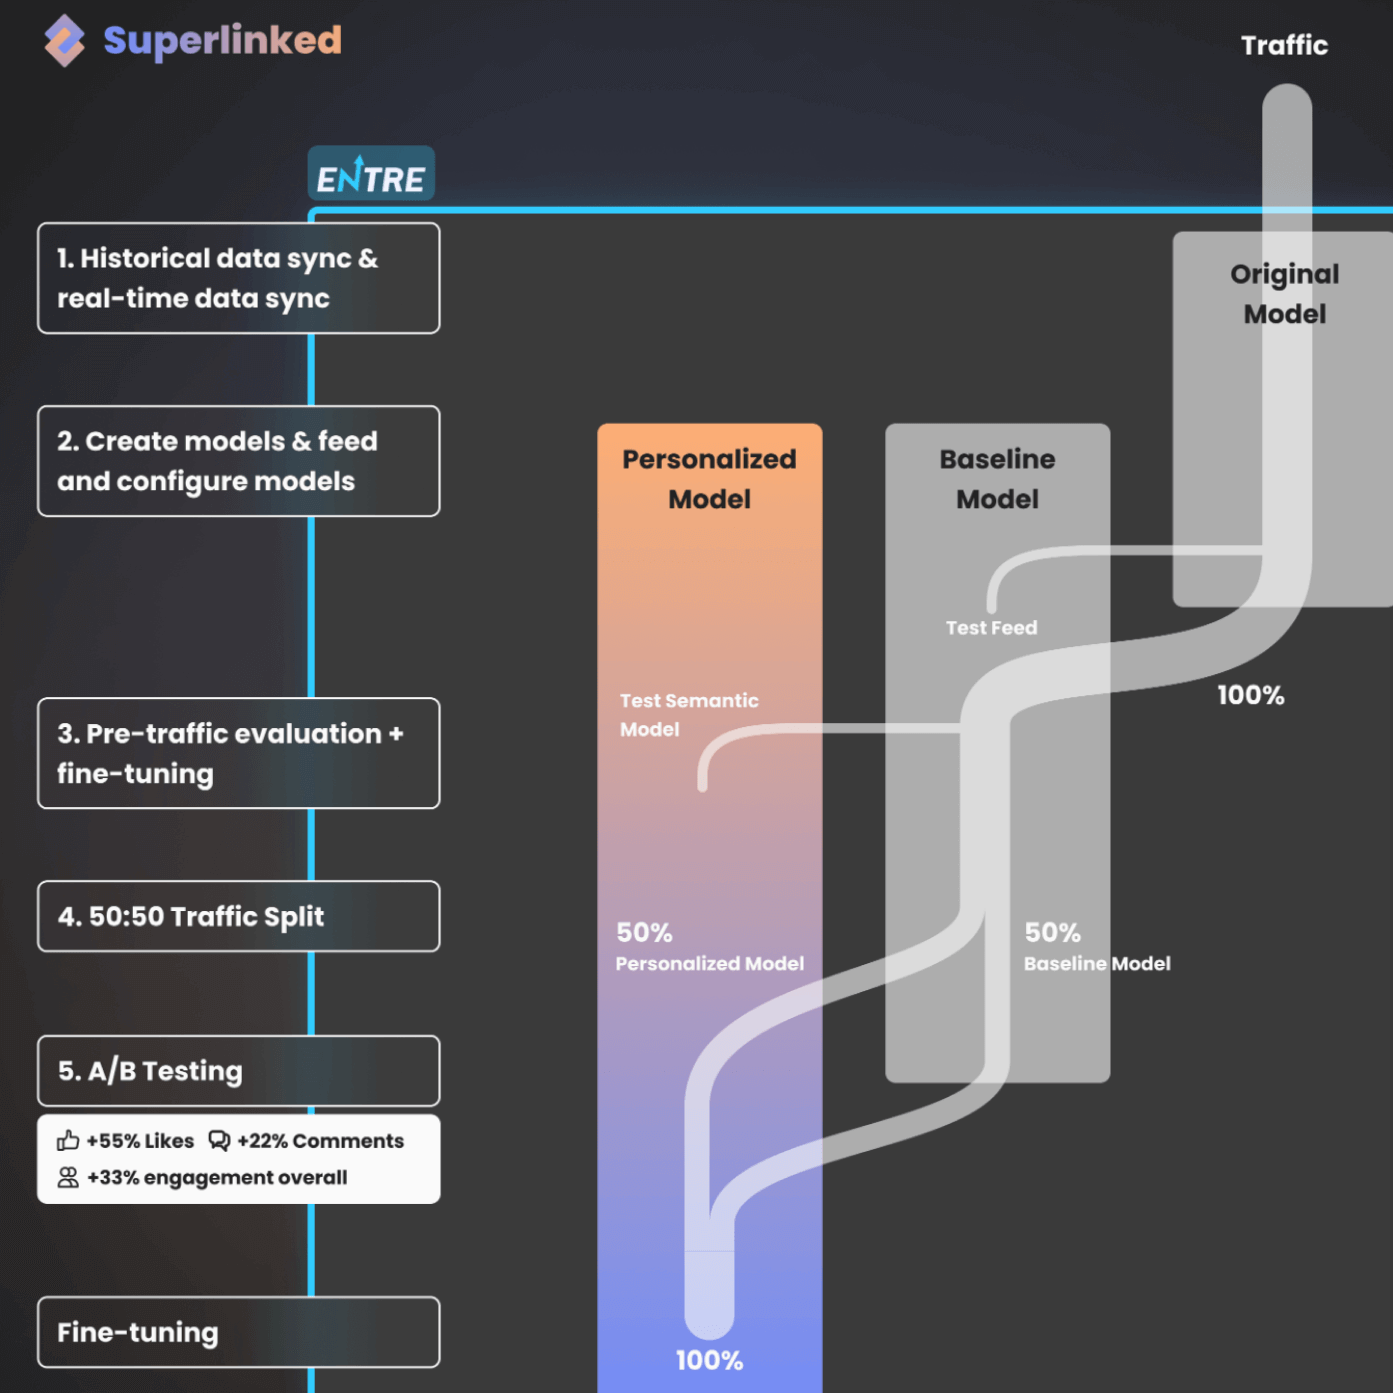 Superlinked
Traffic
ENTRE
1. Historical data sync &
real-time data sync
Original
Model
2. Create models & feed
and configure models
Personalized
Model
Baseline
Model
Test Feed
100%
Test Semantic
Model
3. Pre-traffic evaluation +
fine-tuning
4. 50:50 Traffic Split
50%
Personalized Model
50%
Baseline Model
5. A/B Testing
+55% Likes +22% Comments
+33% engagement overall
Fine-tuning
100%